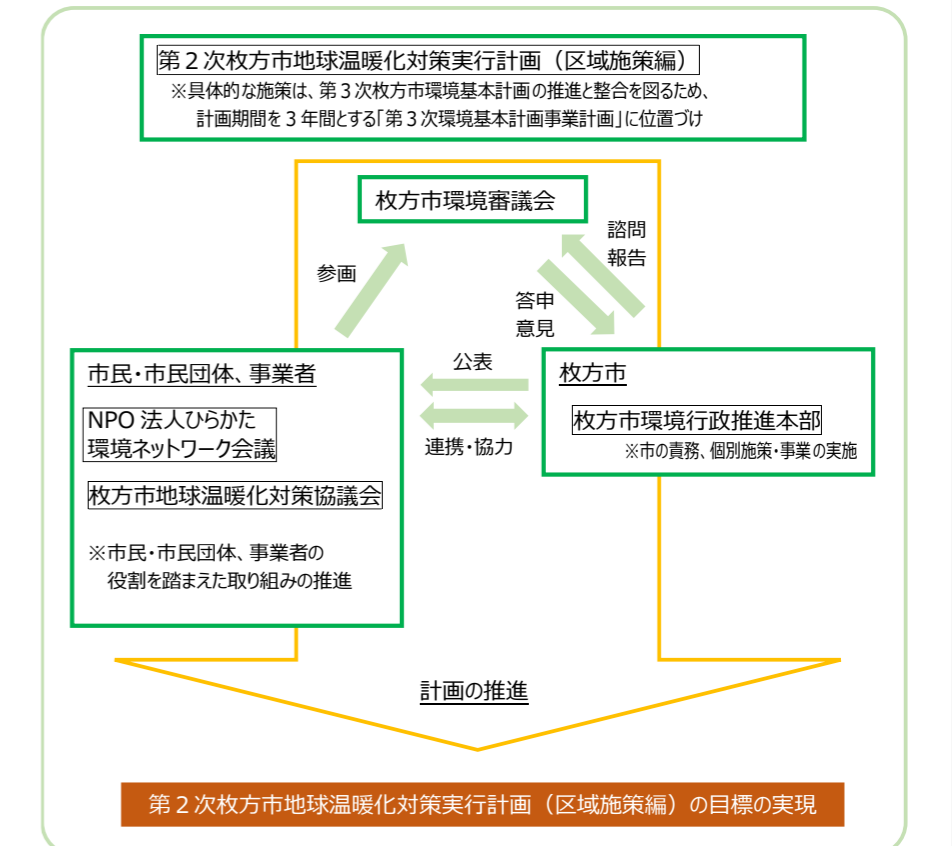 第２次枚方市地球温暖化対策実行計画（区域施策編）
※具体的な施策は、第３次枚方市環境基本計画の推進と整合を図るため、
計画期間を３年間とする「第３次環境基本計画事業計画」に位置づけ
枚方市環境審議会
諮問
報告
参画
答申
意見
市民・市民団体、事業者
NPO 法人ひらかた
環境ネットワーク会議
枚方市地球温暖化対策協議会
※市民・市民団体、事業者の
役割を踏まえた取り組みの推進
公表
連携・協力
枚方市
枚方市環境行政推進本部
※市の責務、個別施策・事業の実施
計画の推進
第２次枚方市地球温暖化対策実行計画（区域施策編）の目標の実現